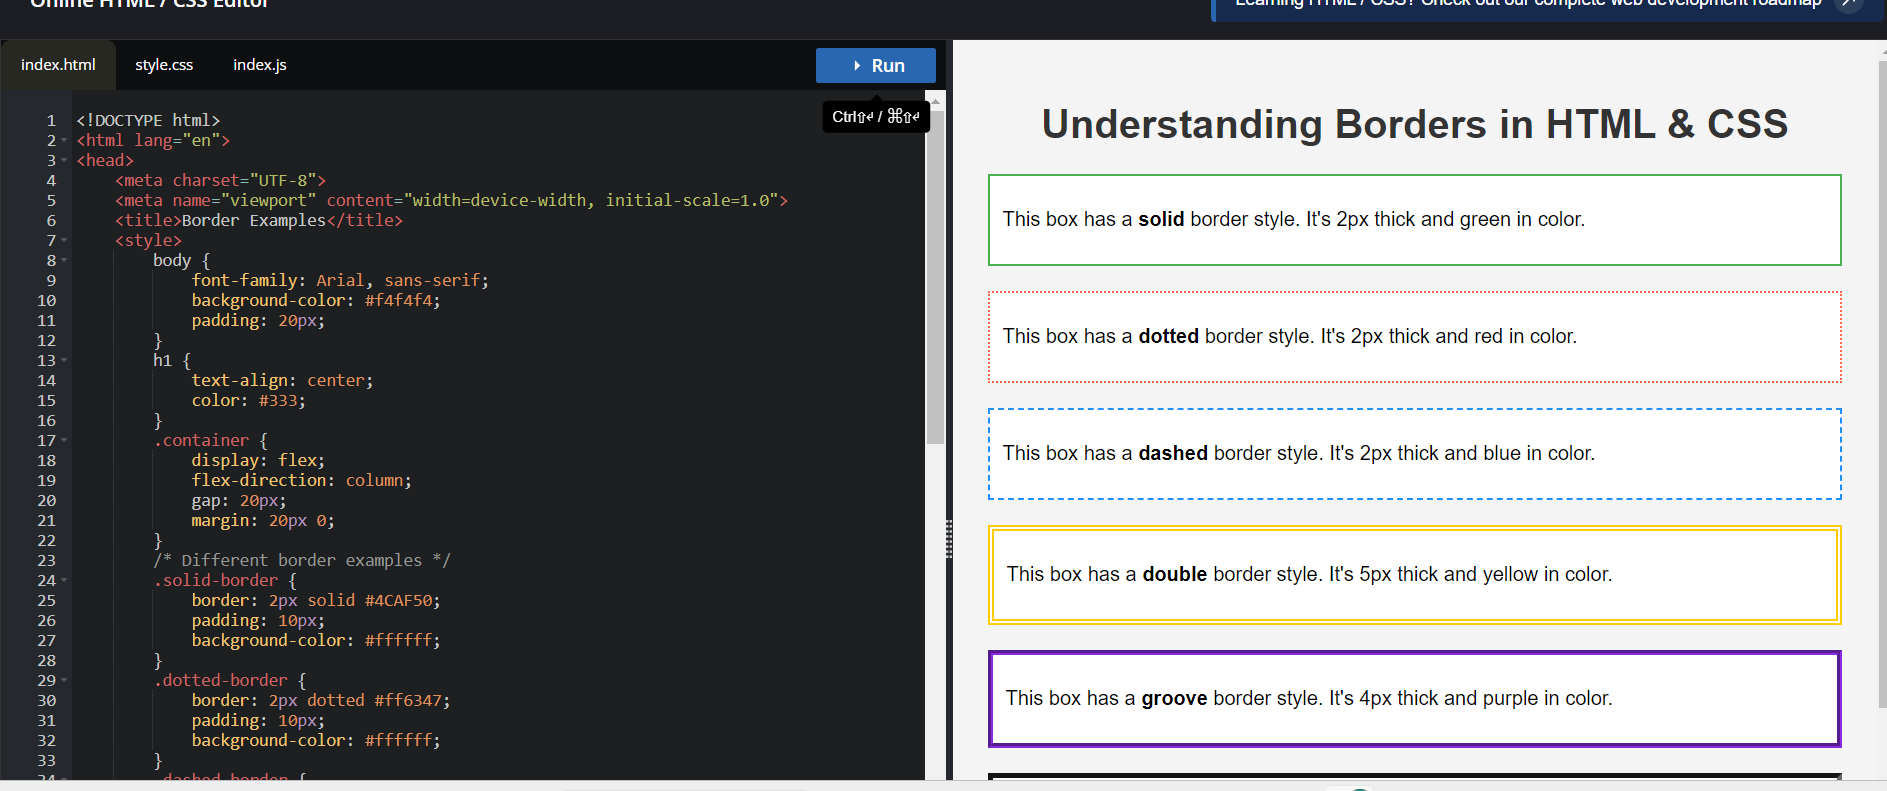 Online HTML / CSS Editor
Learning HTML / CSS? Check out our complete web development roadmap
index.html
style.css
index.js
Run
Ctrl⇧⏎ / ⌘⇧⏎
1 <!DOCTYPE html>
2 <html lang="en">
3 <head>
4 <meta charset="UTF-8">
5 <meta name="viewport" content="width=device-width, initial-scale=1.0">
6 <title>Border Examples</title>
7 <style>
8 body {
9 font-family: Arial, sans-serif;
10 background-color: #f4f4f4;
11 padding: 20px;
12 }
13 h1 {
14 text-align: center;
15 color: #333;
16 }
17 .container {
18 display: flex;
19 flex-direction: column;
20 gap: 20px;
21 margin: 20px 0;
22 }
23 /* Different border examples */
24 .solid-border {
25 border: 2px solid #4CAF50;
26 padding: 10px;
27 background-color: #ffffff;
28 }
29 .dotted-border {
30 border: 2px dotted #ff6347;
31 padding: 10px;
32 background-color: #ffffff;
33 }
34 .dashed-border {
Understanding Borders in HTML & CSS
This box has a solid border style. It's 2px thick and green in color.
This box has a dotted border style. It's 2px thick and red in color.
This box has a dashed border style. It's 2px thick and blue in color.
This box has a double border style. It's 5px thick and yellow in color.
This box has a groove border style. It's 4px thick and purple in color.